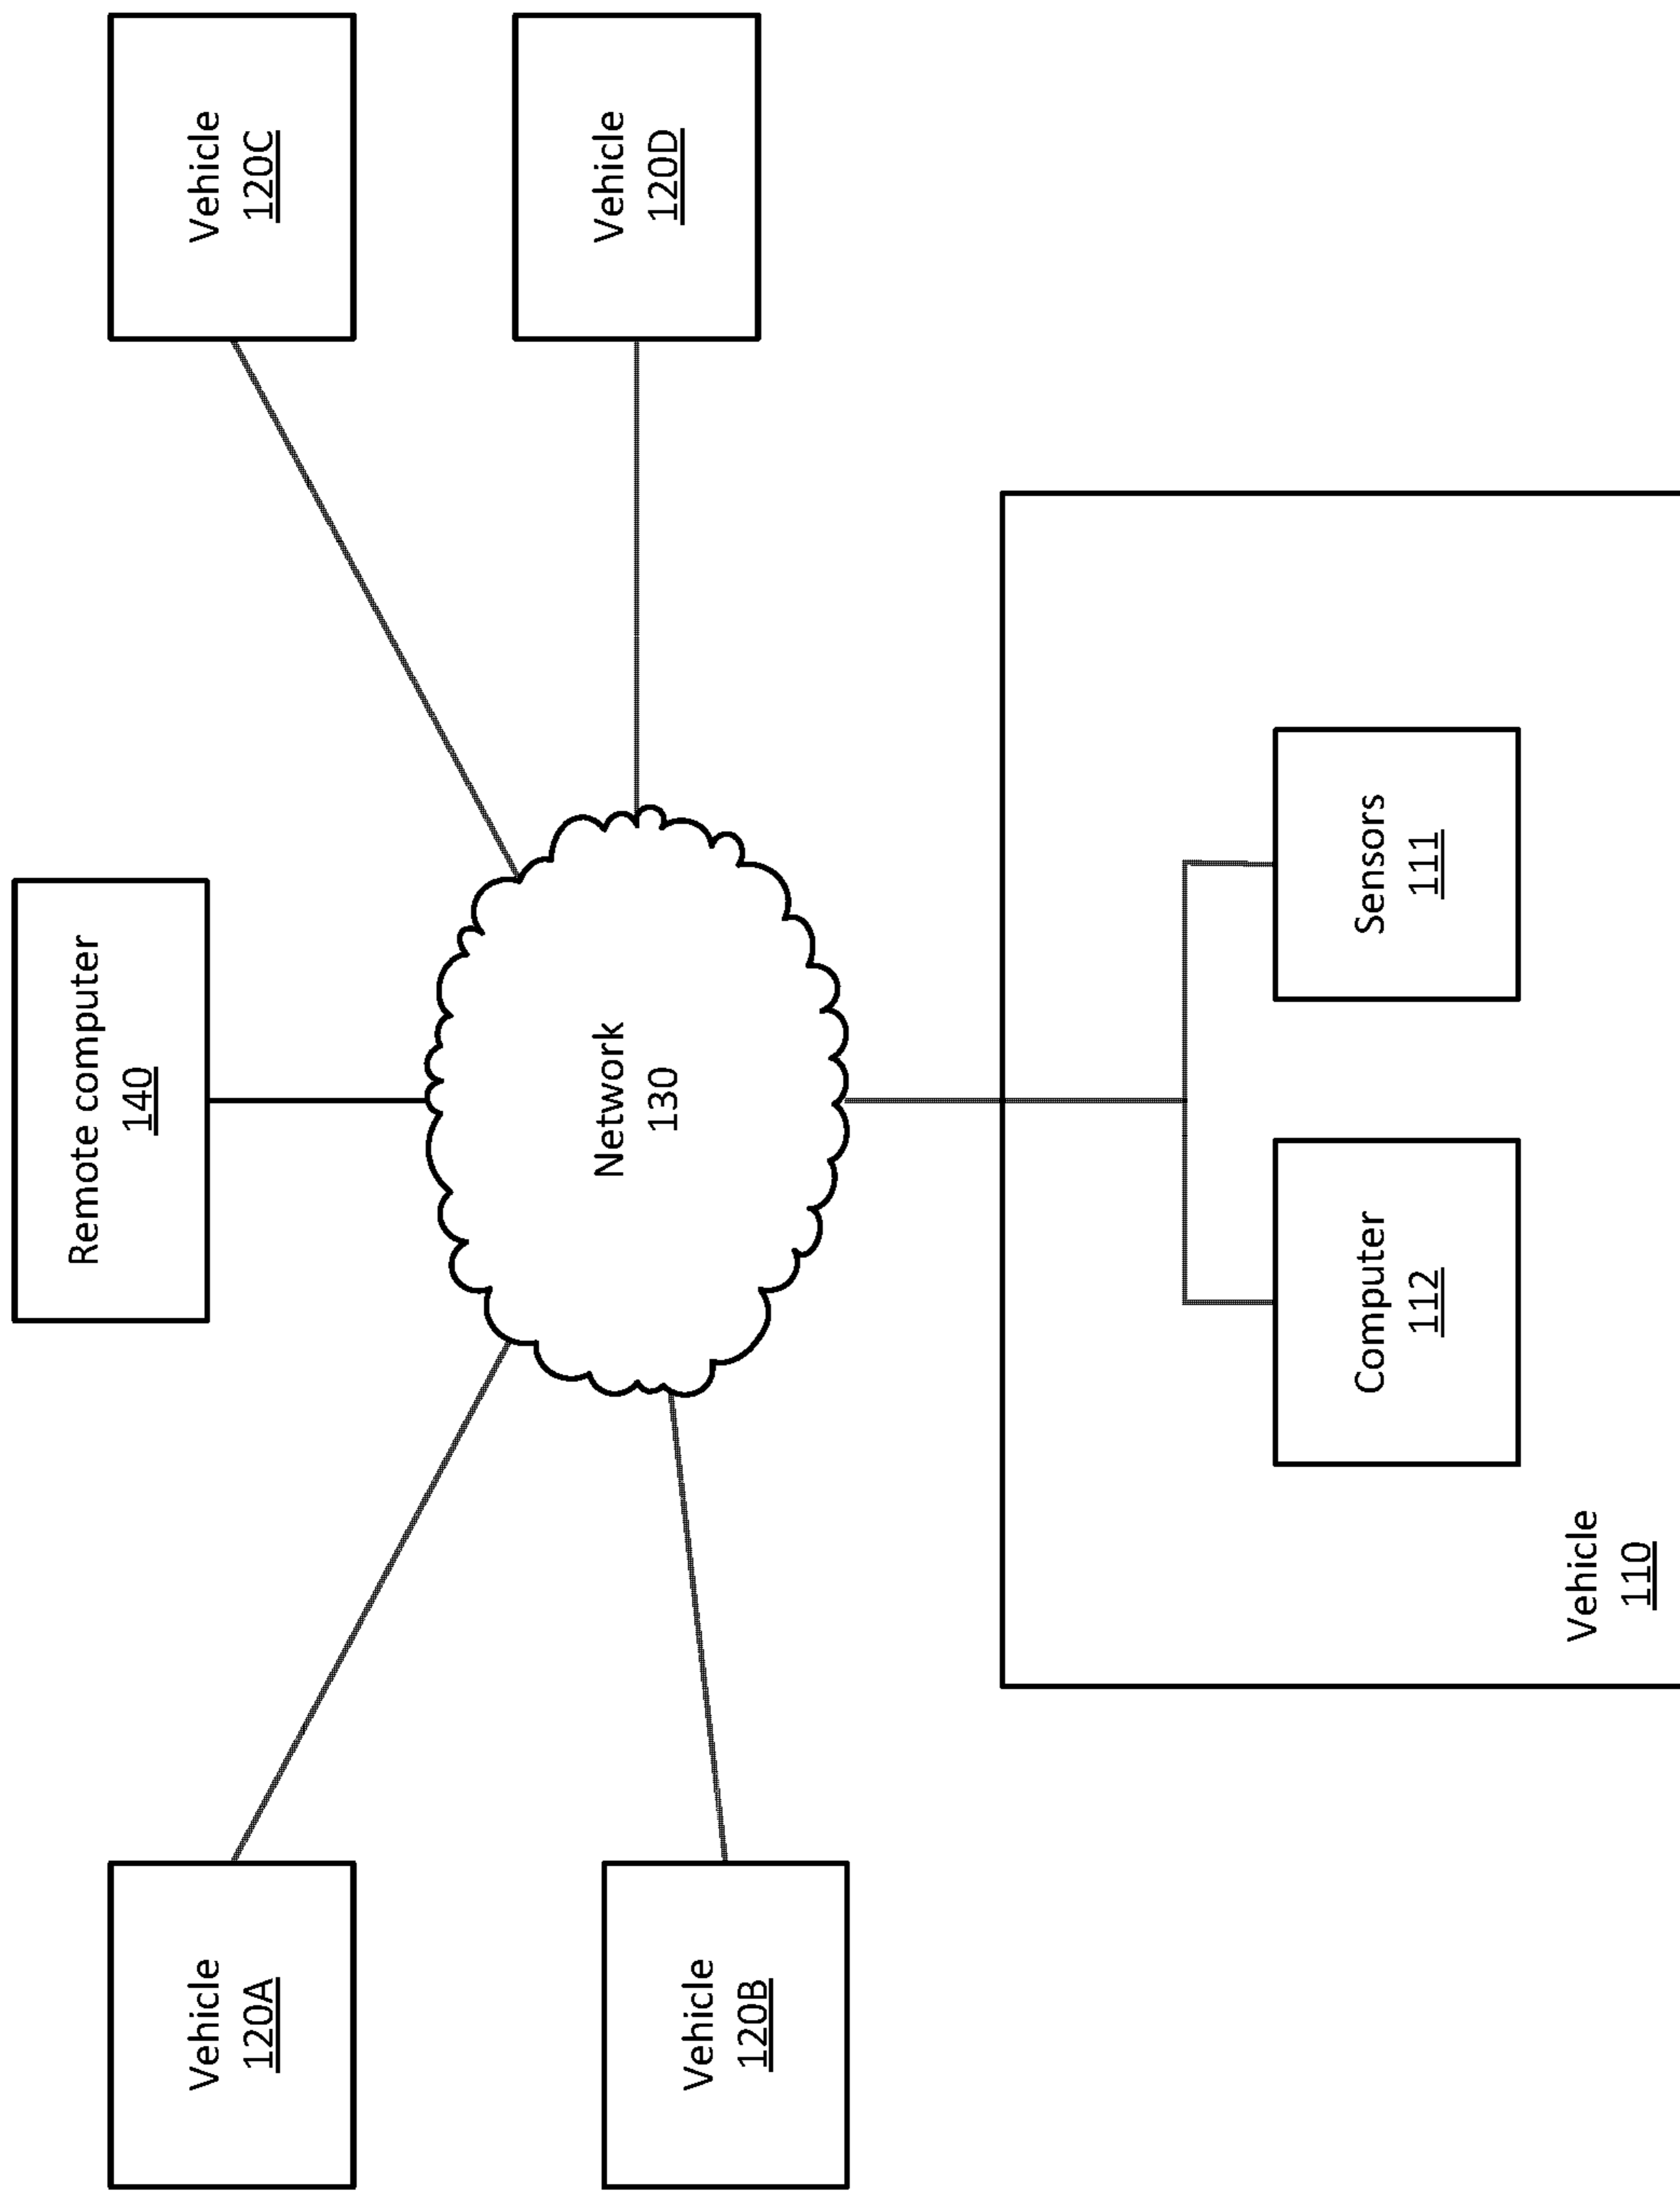 Remote computer
140
Vehicle
120A
Vehicle
120C
Network
130
Vehicle
120B
Vehicle
120D
Computer
112
Sensors
111
Vehicle
110